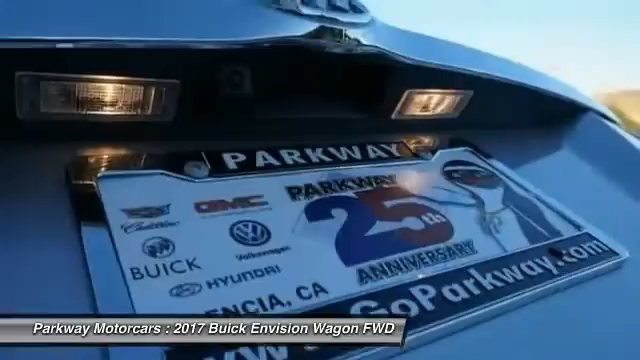 PARKWAY
PARKWAY
25th
ANNIVERSARY
Cadillac
GMC
BUICK
Volkswagen
HYUNDAI
ENCIA, CA
GoParkway.com
Parkway Motorcars : 2017 Buick Envision Wagon FWD